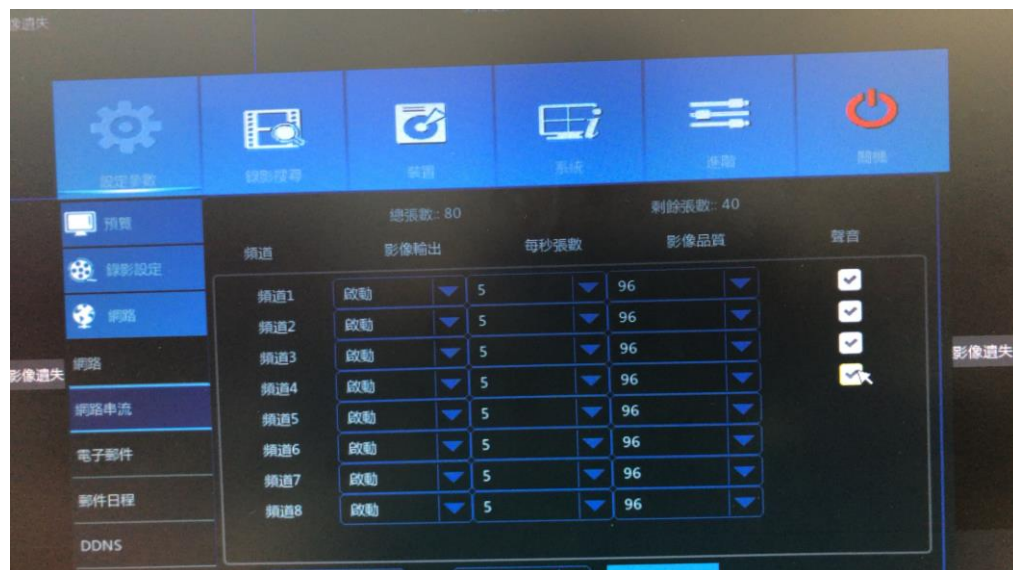 影像遺失
設定參數 錄影搜尋 裝置 系統 進階 關機
總張數:: 80 剩餘張數:: 40
頻道 影像輸出 每秒張數 影像品質 聲音
預覽
錄影設定
網路
網路
網路串流
電子郵件
郵件日程
DDNS
頻道1 啟動 5 96
頻道2 啟動 5 96
頻道3 啟動 5 96
頻道4 啟動 5 96
頻道5 啟動 5 96
頻道6 啟動 5 96
頻道7 啟動 5 96
頻道8 啟動 5 96
影像遺失
影像遺失